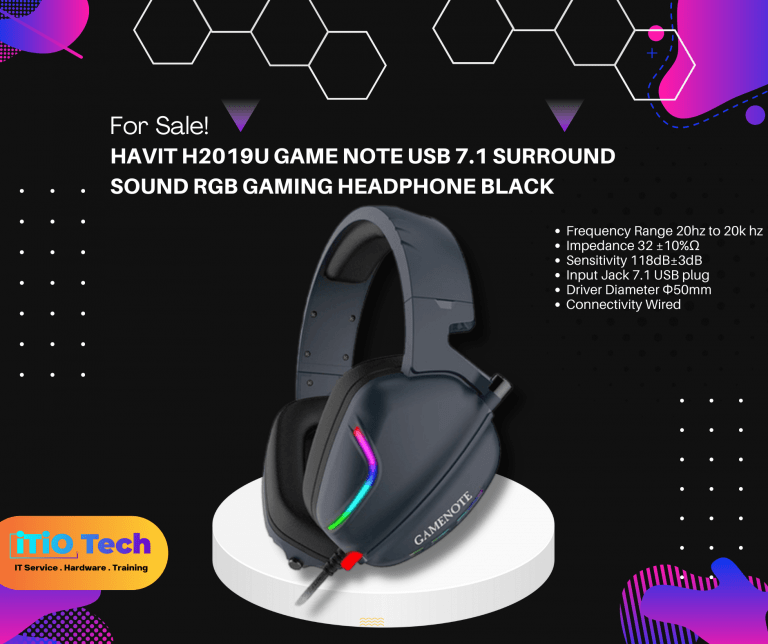 For Sale!
HAVIT H2019U GAME NOTE USB 7.1 SURROUND
SOUND RGB GAMING HEADPHONE BLACK
• Frequency Range 20hz to 20k hz
• Impedance 32 ±10%Ω
• Sensitivity 118dB±3dB
• Input Jack 7.1 USB plug
• Driver Diameter Φ50mm
• Connectivity Wired
GAMENOTE
iTiO Tech
IT Service . Hardware . Training